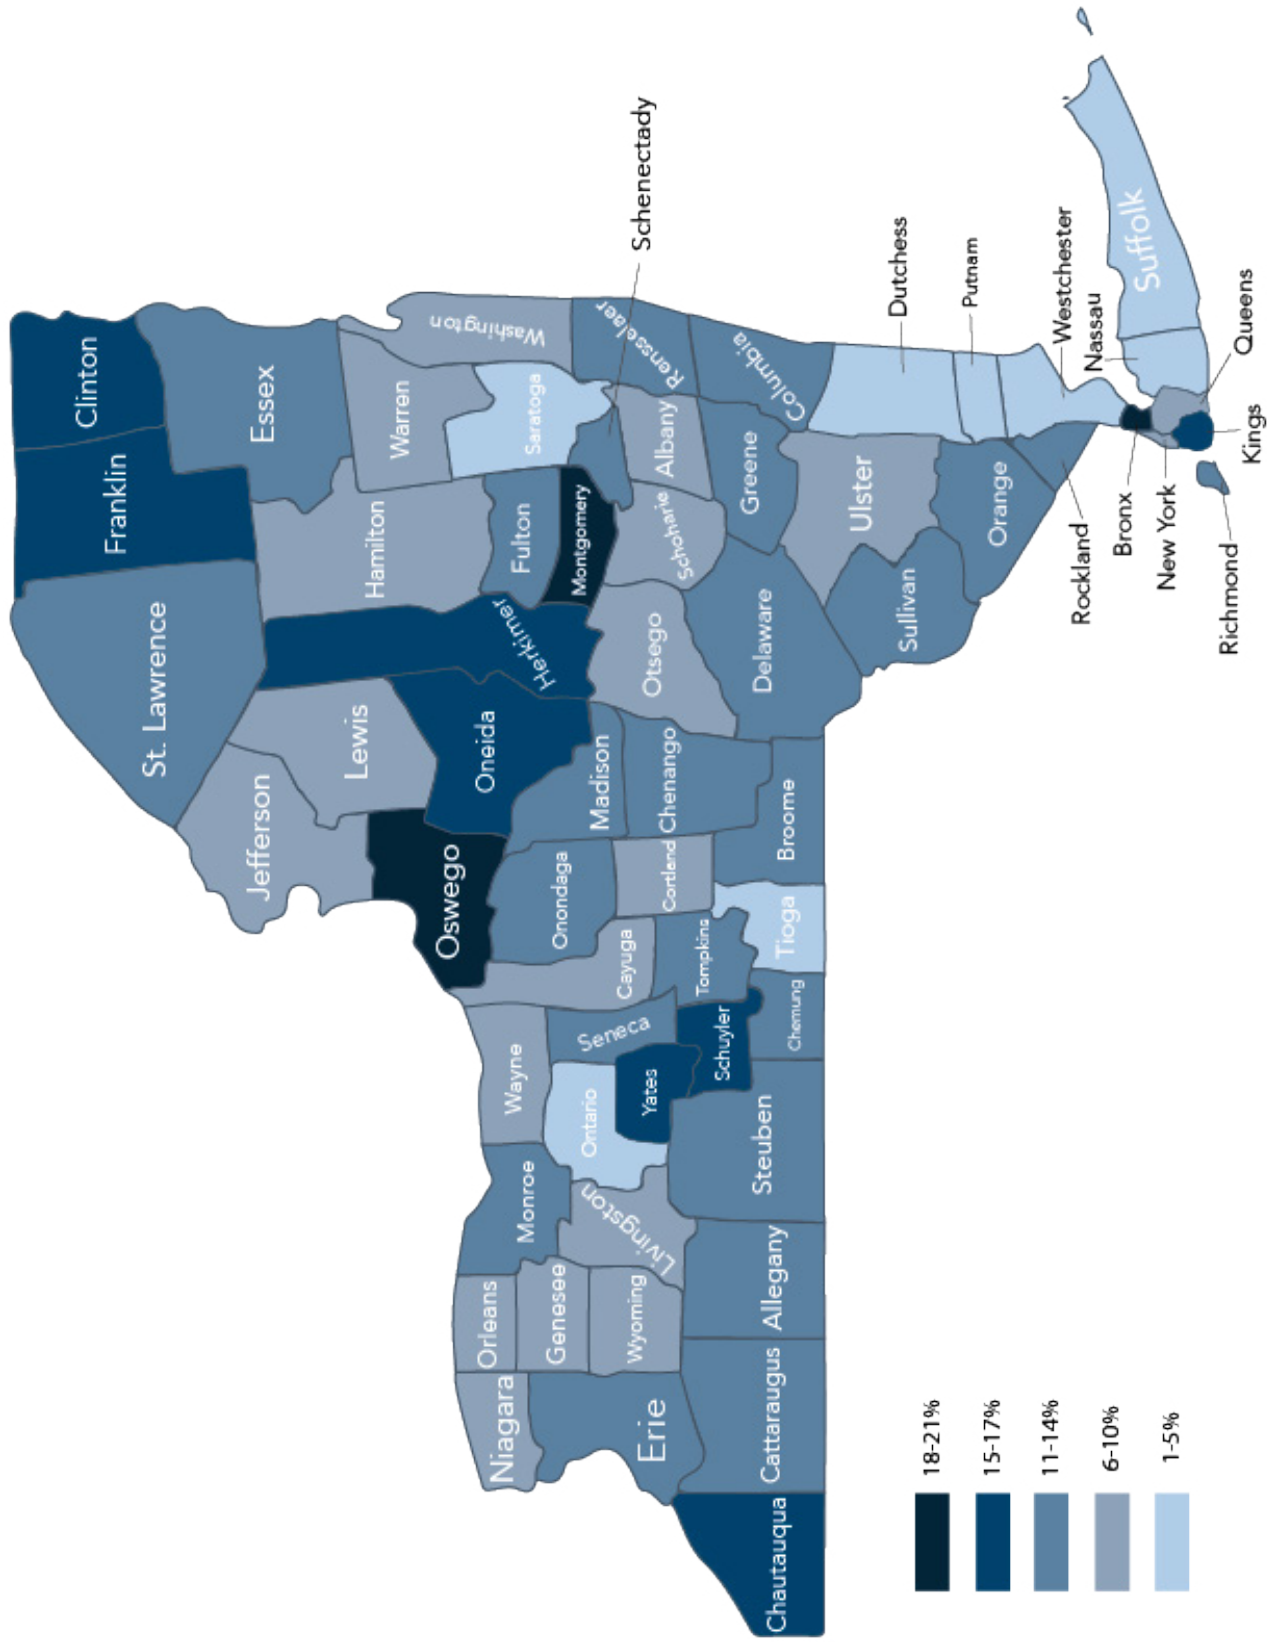 Clinton
Franklin
St. Lawrence
Essex
Jefferson
Lewis
Hamilton
Warren
Washington
Herkimer
Oswego
Oneida
Fulton
Saratoga
Niagara
Orleans
Monroe
Wayne
Genesee
Erie
Wyoming
Livingston
Ontario
Yates
Seneca
Cayuga
Onondaga
Madison
Cortland
Chenango
Otsego
Montgomery
Schoharie
Schenectady
Albany
Rensselaer
Chautauqua
Cattaraugus
Allegany
Steuben
Schuyler
Chemung
Tompkins
Tioga
Broome
Delaware
Greene
Columbia
Ulster
Sullivan
Dutchess
Orange
Putnam
Rockland
Westchester
Bronx
Nassau
New York
Suffolk
Queens
Richmond
Kings
18-21%
15-17%
11-14%
6-10%
1-5%